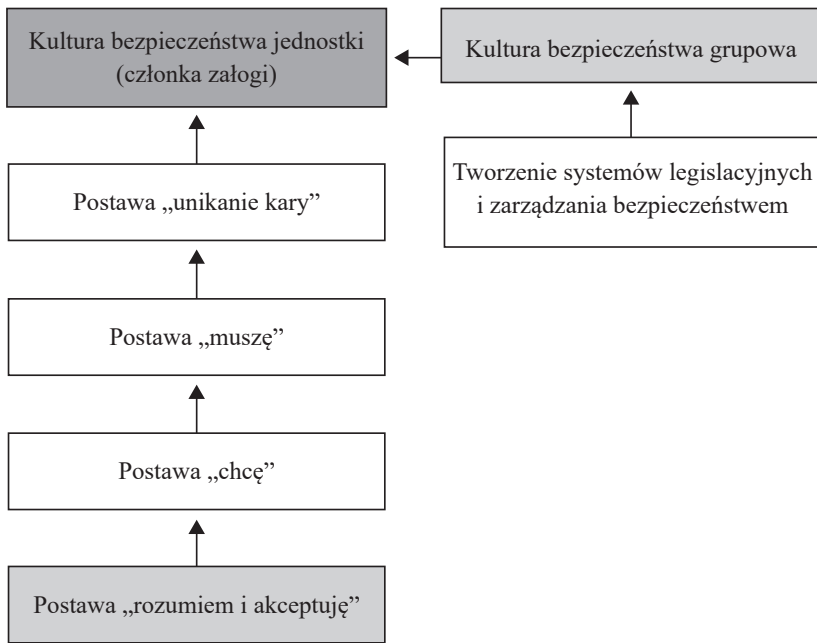 Kultura bezpieczeństwa jednostki
(członka załogi)
Kultura bezpieczeństwa grupowa
Postawa „unikanie kary”
Tworzenie systemów legislacyjnych
i zarządzania bezpieczeństwem
Postawa „muszę”
Postawa „chcę”
Postawa „rozumiem i akceptuję”